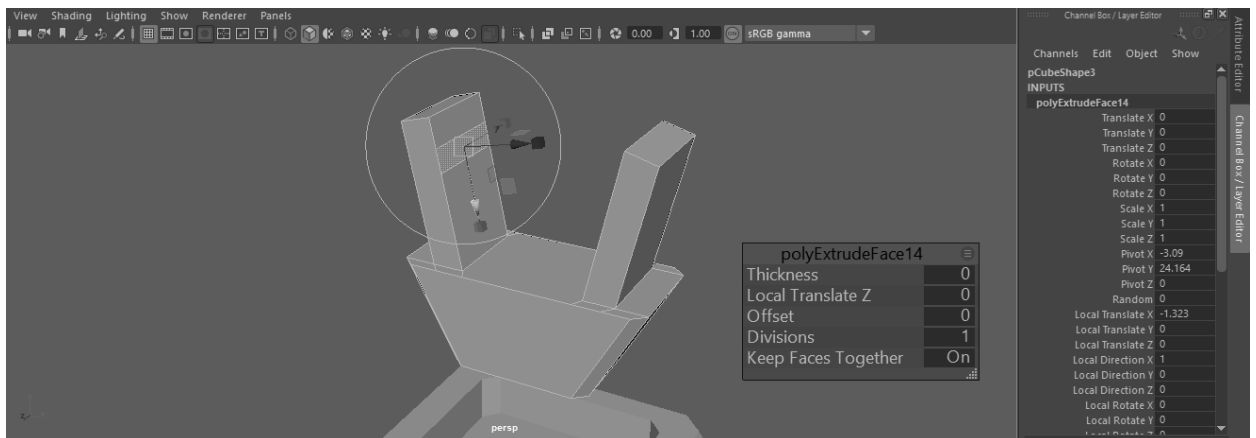 View Shading Lighting Show Renderer Panels
0.00 1.00 ON sRGB gamma
persp
polyExtrudeFace14
Thickness 0
Local Translate Z 0
Offset 0
Divisions 1
Keep Faces Together On
Channel Box / Layer Editor
Channels Edit Object Show
pCubeShape3
INPUTS
polyExtrudeFace14
Translate X 0
Translate Y 0
Translate Z 0
Rotate X 0
Rotate Y 0
Rotate Z 0
Scale X 1
Scale Y 1
Scale Z 1
Pivot X -3.09
Pivot Y 24.164
Pivot Z 0
Random 0
Local Translate X -1.323
Local Translate Y 0
Local Translate Z 0
Local Direction X 1
Local Direction Y 0
Local Direction Z 0
Local Rotate X 0
Local Rotate Y 0
Local Rotate Z 0
Attribute Editor
Channel Box / Layer Editor